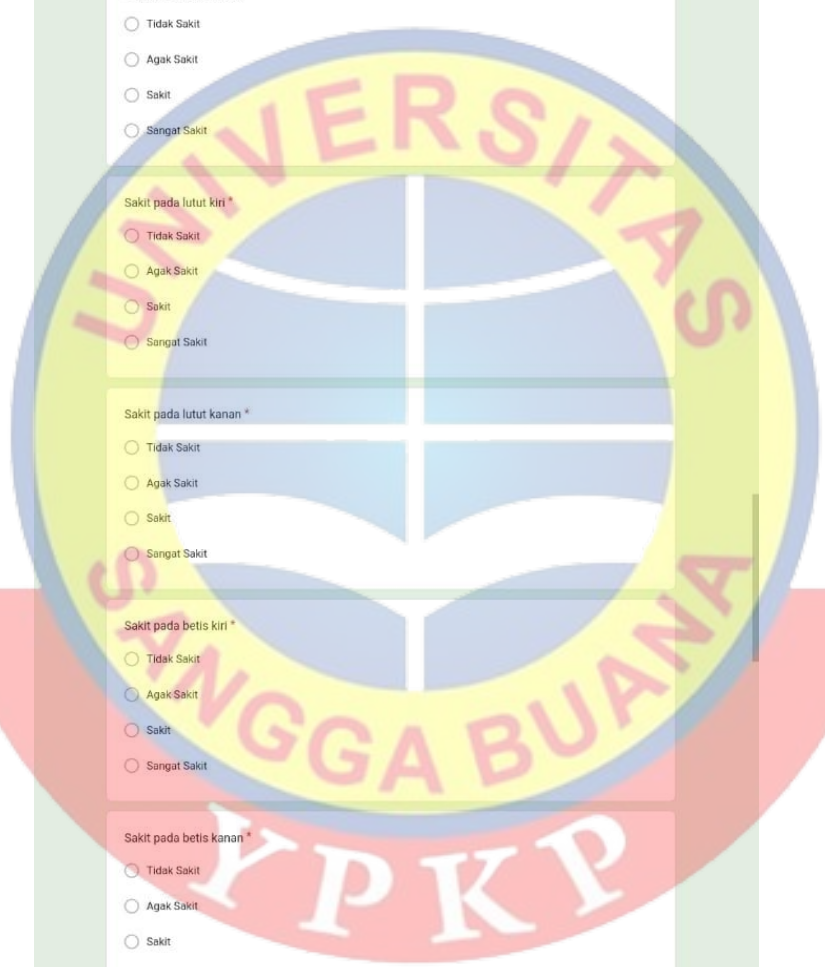 Tidak Sakit
Agak Sakit
Sakit
Sangat Sakit
Sakit pada lutut kiri *
Tidak Sakit
Agak Sakit
Sakit
Sangat Sakit
Sakit pada lutut kanan *
Tidak Sakit
Agak Sakit
Sakit
Sangat Sakit
Sakit pada betis kiri *
Tidak Sakit
Agak Sakit
Sakit
Sangat Sakit
Sakit pada betis kanan *
Tidak Sakit
Agak Sakit
Sakit
UNIVERSITAS
SANGGA BUANA
YPKP